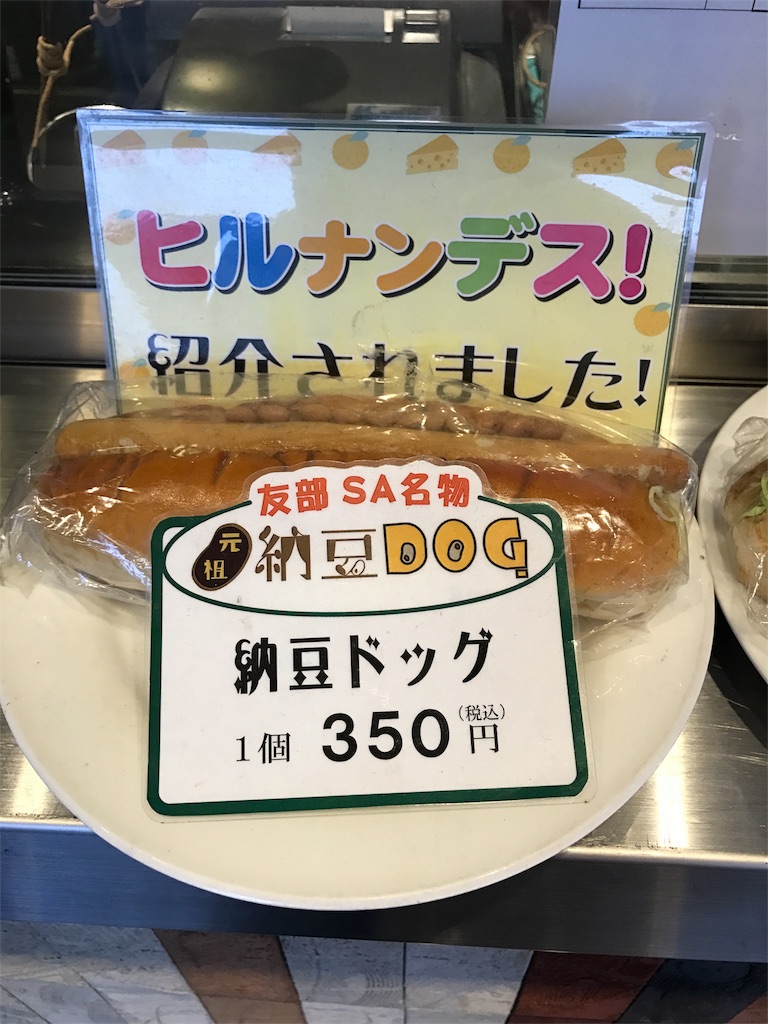 ヒルナンデス!
紹介されました!
友部 SA名物
元祖
納豆DOG
納豆ドッグ
1個 350円(税込)